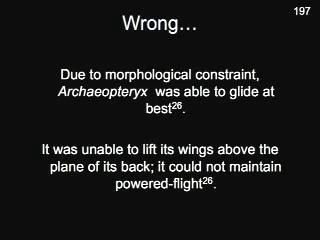 197
Wrong…
Due to morphological constraint,
Archaeopteryx was able to glide at
best26.
It was unable to lift its wings above the
plane of its back; it could not maintain
powered-flight26.